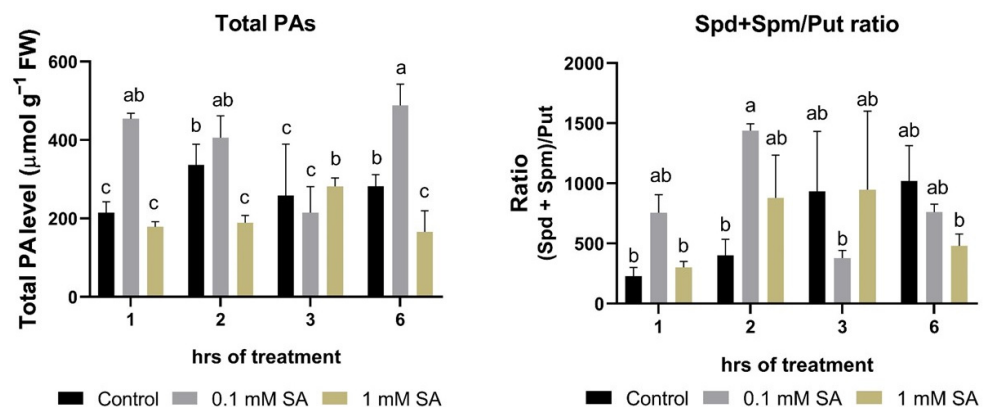 Total PAs
Total PA level (μmol g⁻¹ FW)
600
400
200
0
c
ab
c
b
ab
c
c
c
b
b
a
c
1
2
3
6
hrs of treatment
Control
0.1 mM SA
1 mM SA
Spd+Spm/Put ratio
Ratio
(Spd + Spm)/Put
2000
1500
1000
500
0
b
ab
b
b
a
ab
ab
b
ab
ab
ab
b
1
2
3
6
hrs of treatment
Control
0.1 mM SA
1 mM SA